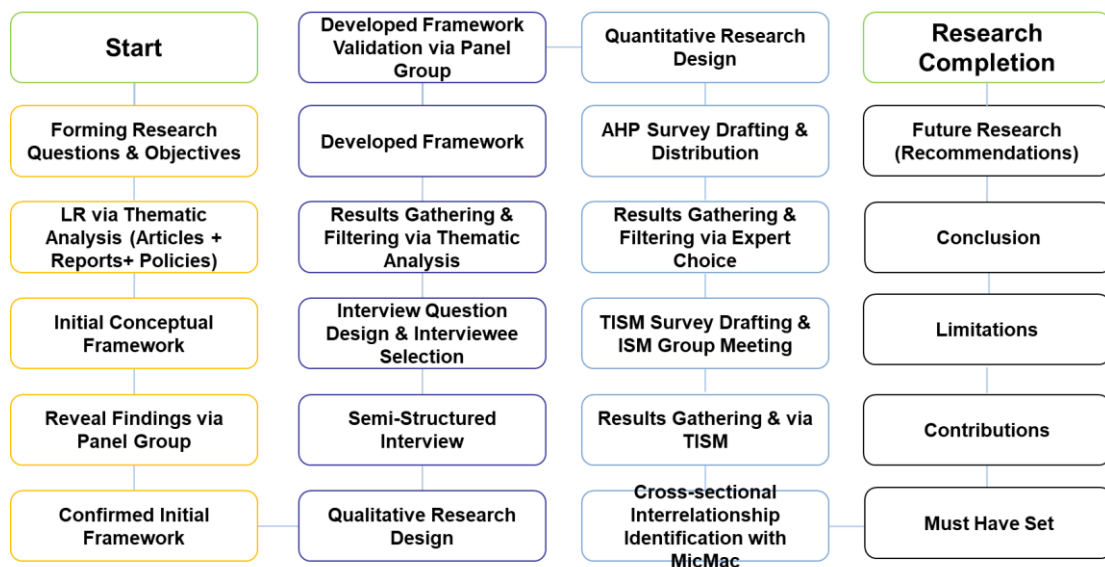 Start
Forming Research
Questions & Objectives
LR via Thematic
Analysis (Articles +
Reports+ Policies)
Initial Conceptual
Framework
Reveal Findings via
Panel Group
Confirmed Initial
Framework
Developed Framework
Validation via Panel
Group
Developed Framework
Results Gathering &
Filtering via Thematic
Analysis
Interview Question
Design & Interviewee
Selection
Semi-Structured
Interview
Qualitative Research
Design
Quantitative Research
Design
AHP Survey Drafting &
Distribution
Results Gathering &
Filtering via Expert
Choice
TISM Survey Drafting &
ISM Group Meeting
Results Gathering & via
TISM
Cross-sectional
Interrelationship
Identification with
MicMac
Research
Completion
Future Research
(Recommendations)
Conclusion
Limitations
Contributions
Must Have Set